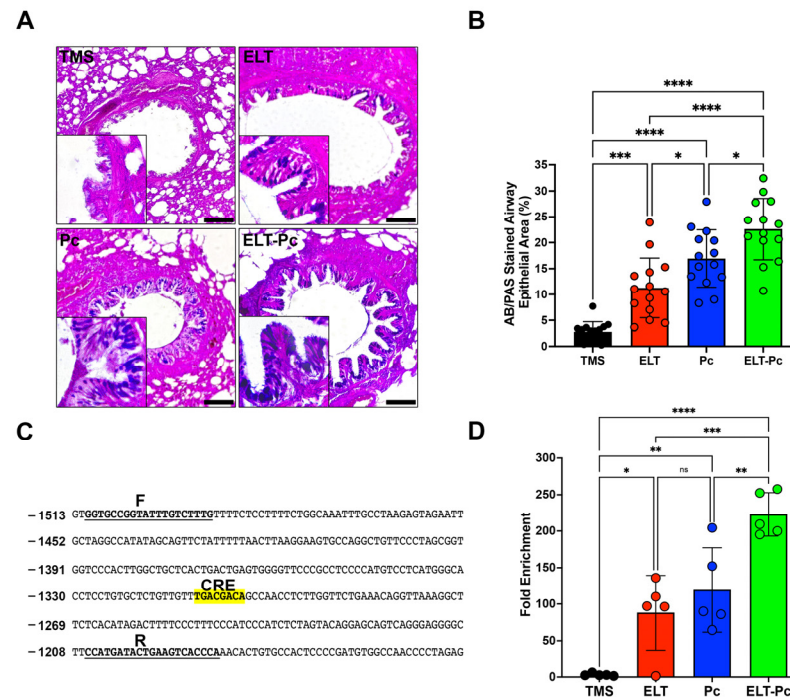 A
TMS
ELT
Pc
ELT-Pc
B
****
****
****
***
*
*
AB/PAS Stained Airway
Epithelial Area (%)
35
30
25
20
15
10
5
0
TMS
ELT
Pc
ELT-Pc
C
F
−1513 GTGGTGCCGGTATTTGTCTTTGTTTTCTCCTTTTCTGGCAAATTTGCCTAAGAGTAGAATT
−1452 GCTAGGCCATATAGCAGTTCTATTTTTAACTTAAGGAAGTGCCAGGCTGTTCCCTAGCGGT
−1391 GGTCCCACTTGGCTGCTCACTGACTGAGTGGGGTTCCCGCCTCCCCATGTCCTCATGGGCA
CRE
−1330 CCTCCTGTGCTCTGTTGTTTGACGACAGCCAACCTCTTGGTTCTGAAACAGGTTAAAGGCT
−1269 TCTCACATAGACTTTTCCCTTTCCCATCCCATCTCTAGTACAGGAGCAGTCAGGGAGGGGC
R
−1208 TTCCATGATACTGAAGTCACCCAAACACTGTGCCACTCCCCGATGTGGCCAACCCCTAGAG
D
****
***
**
*
ns
**
Fold Enrichment
300
250
200
150
100
50
0
TMS
ELT
Pc
ELT-Pc